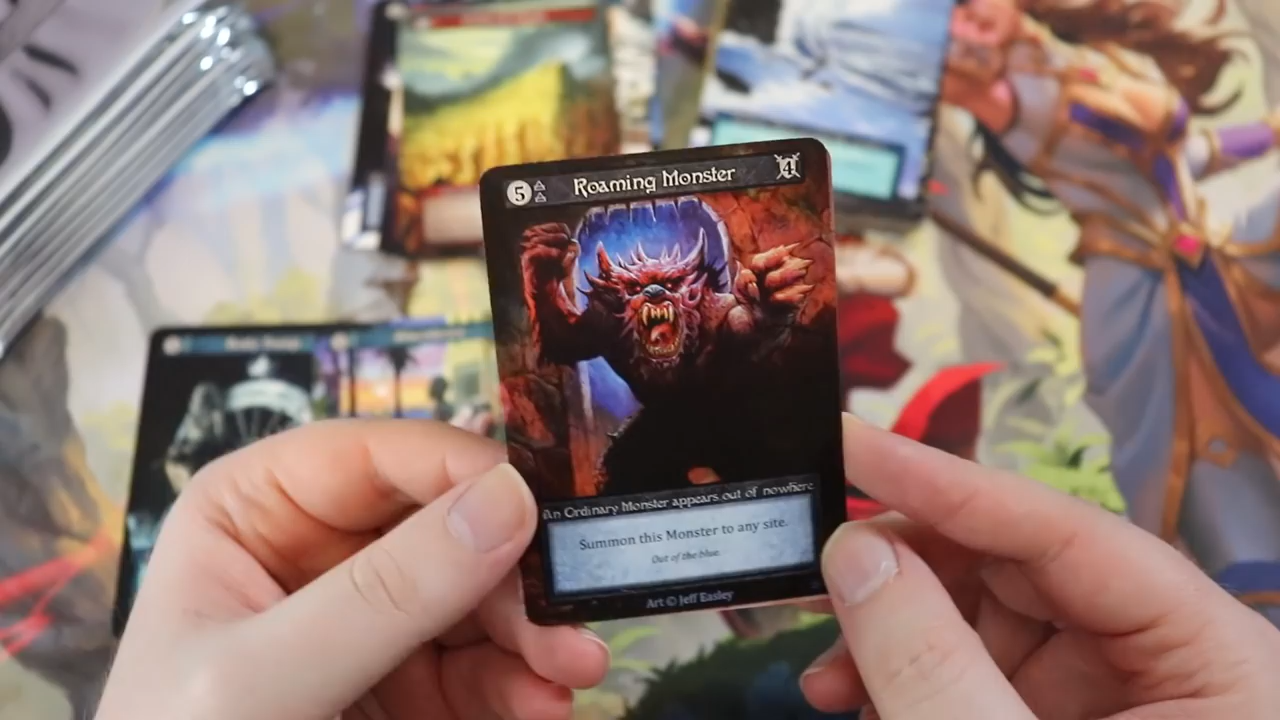 5 Roaming Monster 4
An Ordinary Monster appears out of nowhere
Summon this Monster to any site.
Out of the blue.
Art © Jeff Easley